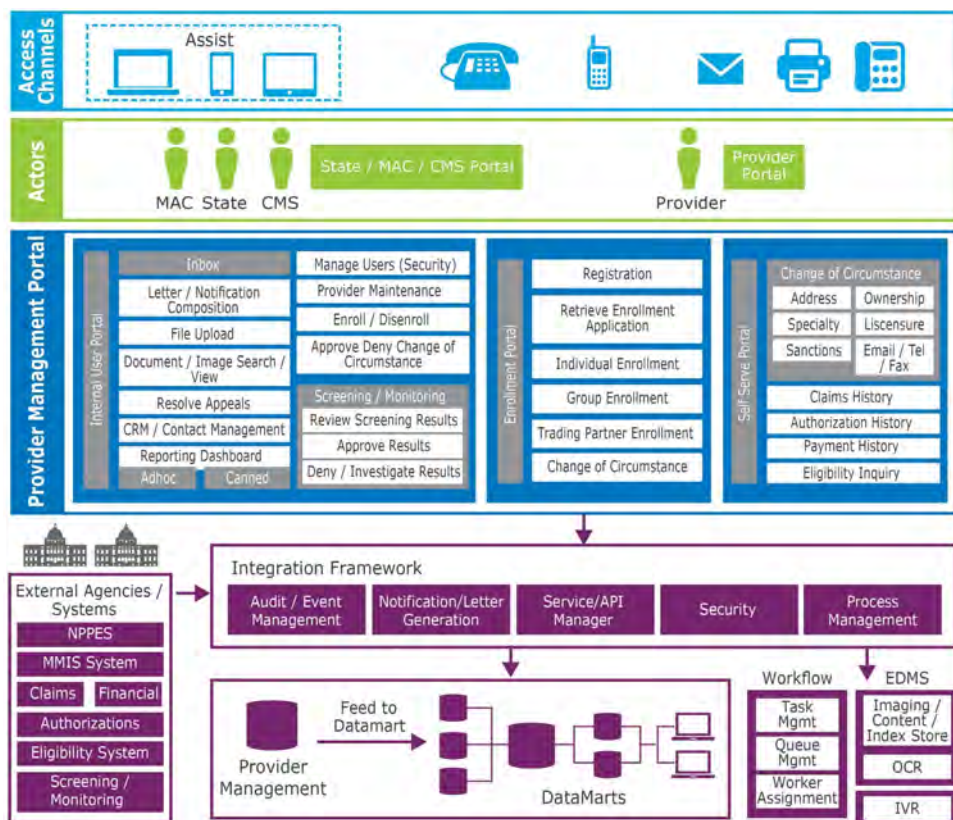 Access
Channels
Assist
Actors
MAC
State
CMS
State / MAC / CMS Portal
Provider
Provider
Portal
Provider Management Portal
Internal User Portal
Inbox
Letter / Notification
Composition
File Upload
Document / Image Search /
View
Resolve Appeals
CRM / Contact Management
Reporting Dashboard
Adhoc
Canned
Manage Users (Security)
Provider Maintenance
Enroll / Disenroll
Approve Deny Change of
Circumstance
Screening / Monitoring
Review Screening Results
Approve Results
Deny / Investigate Results
Enrollment Portal
Registration
Retrieve Enrollment
Application
Individual Enrollment
Group Enrollment
Trading Partner Enrollment
Change of Circumstance
Self Serve Portal
Change of Circumstance
Address
Ownership
Specialty
Liscensure
Sanctions
Email / Tel
/ Fax
Claims History
Authorization History
Payment History
Eligibility Inquiry
External Agencies /
Systems
NPPES
MMIS System
Claims
Financial
Authorizations
Eligibility System
Screening /
Monitoring
Integration Framework
Audit / Event
Management
Notification/Letter
Generation
Service/API
Manager
Security
Process
Management
Provider
Management
Feed to
Datamart
DataMarts
Workflow
Task
Mgmt
Queue
Mgmt
Worker
Assignment
EDMS
Imaging /
Content /
Index Store
OCR
IVR